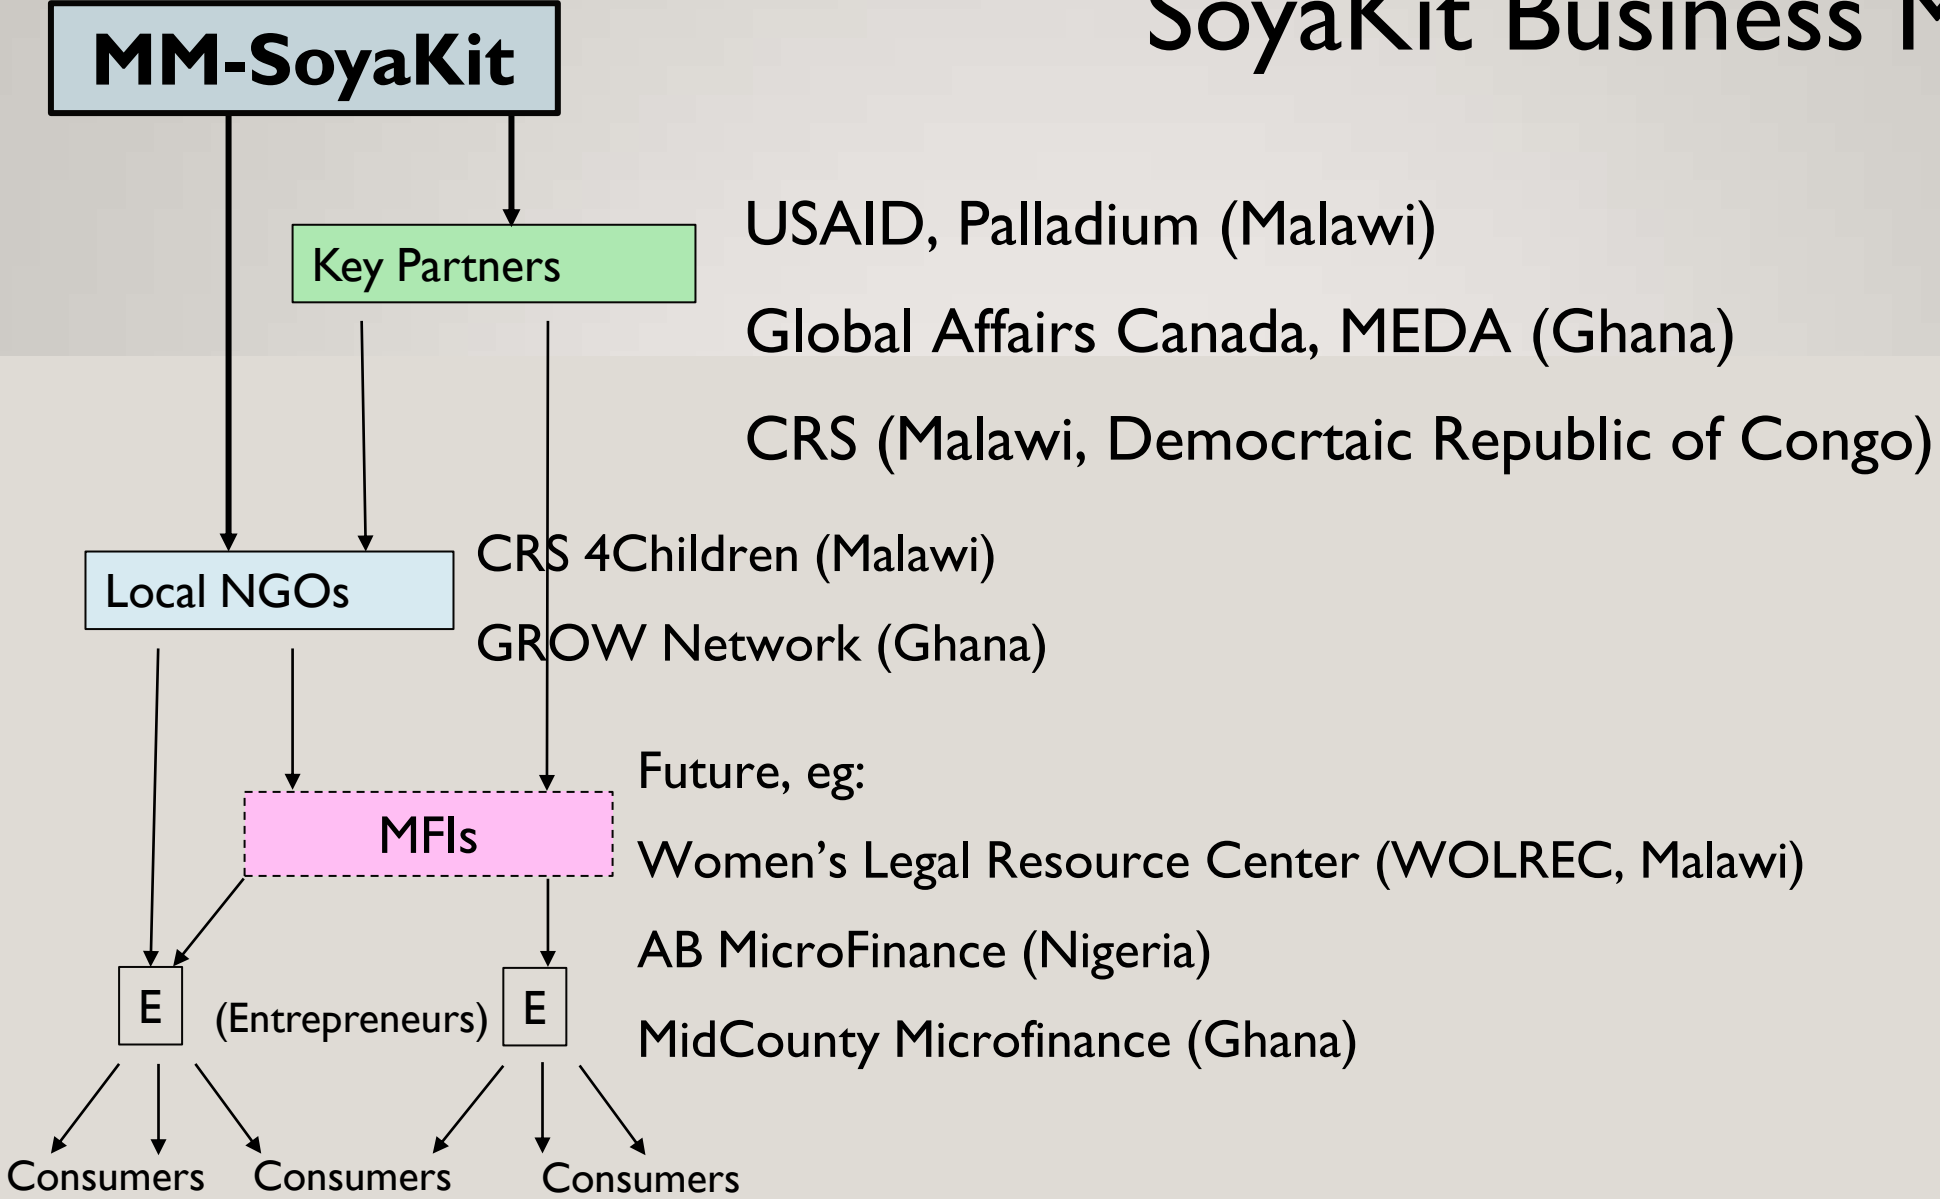 SoyaKit Business
MM-SoyaKit
USAID, Palladium (Malawi)
Key Partners
Global Affairs Canada, MEDA (Ghana)
CRS (Malawi, Democrtaic Republic of Congo)
CRS 4Children (Malawi)
Local NGOs
GROW Network (Ghana)
Future, eg:
MFIs
Women’s Legal Resource Center (WOLREC, Malawi)
AB MicroFinance (Nigeria)
E (Entrepreneurs) E
MidCounty Microfinance (Ghana)
Consumers Consumers Consumers